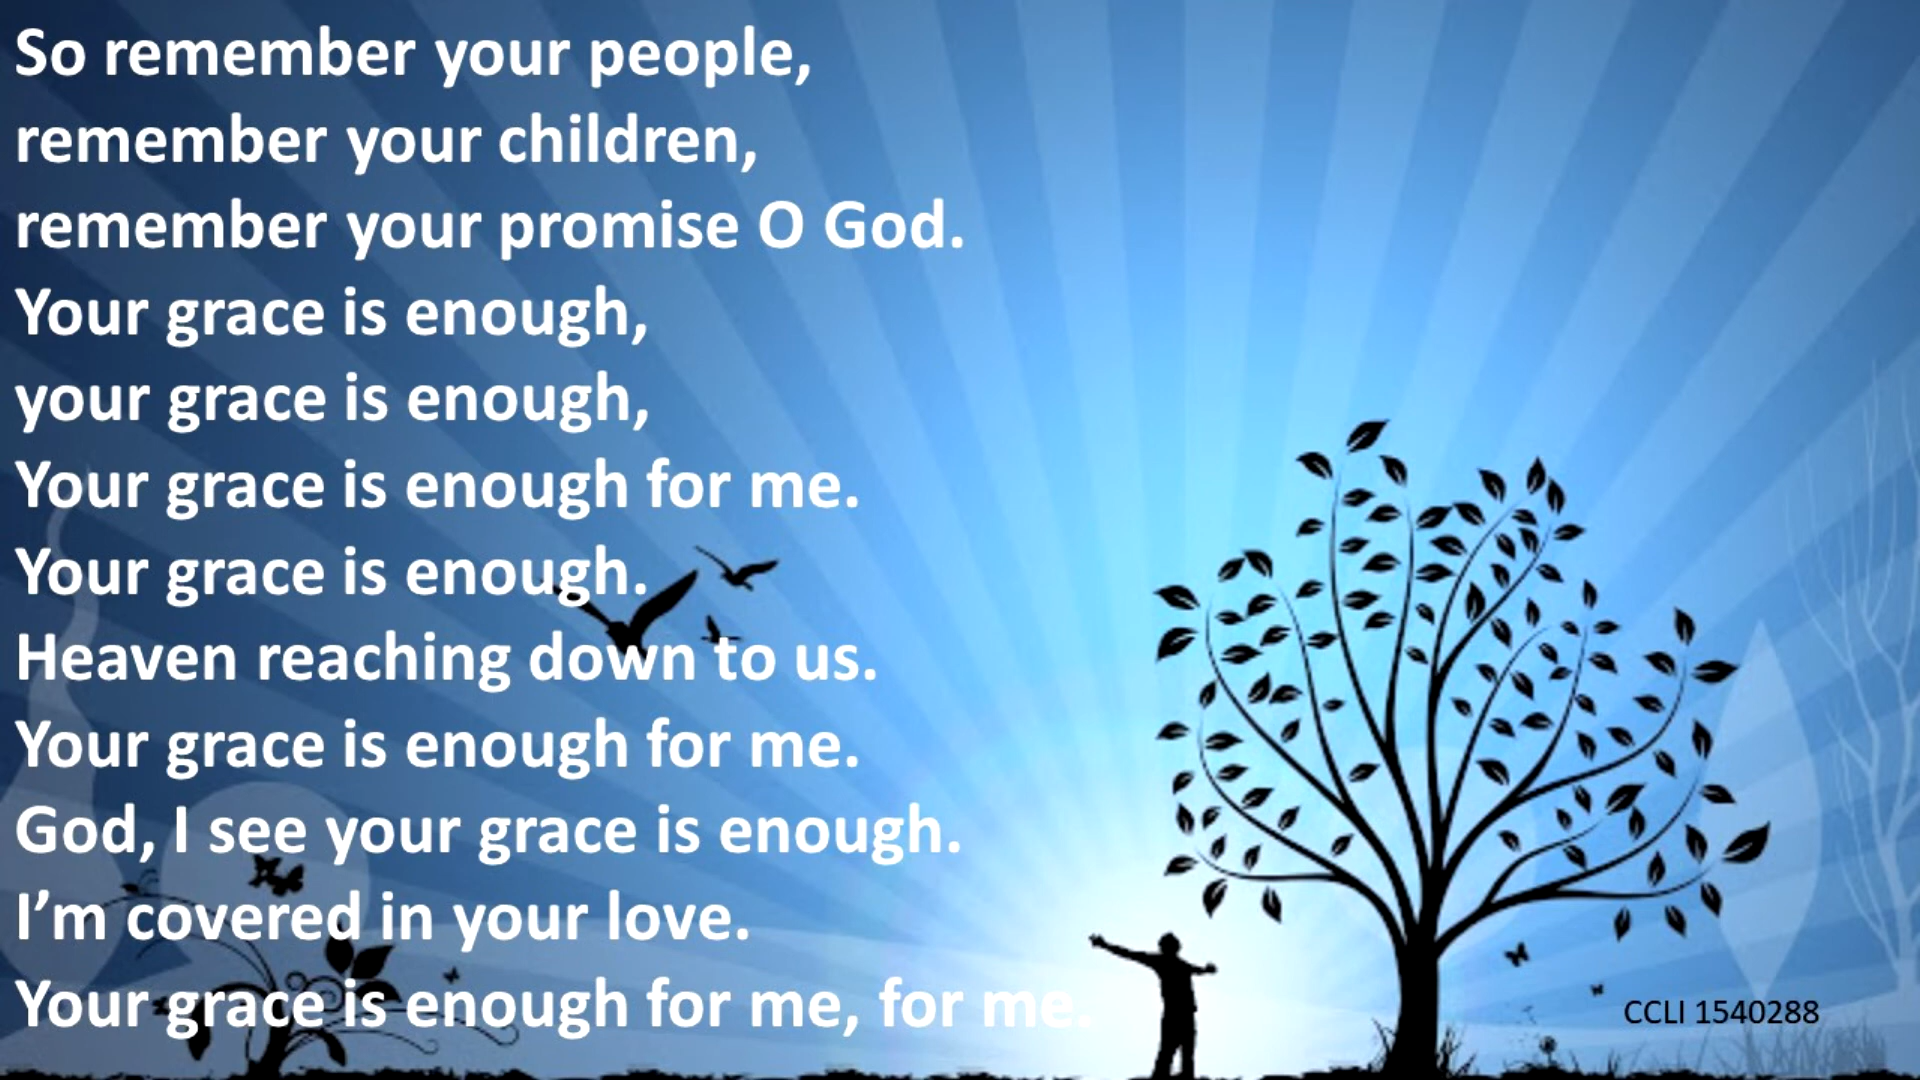 So remember your people,
remember your children,
remember your promise O God.
Your grace is enough,
your grace is enough,
Your grace is enough for me.
Your grace is enough.
Heaven reaching down to us.
Your grace is enough for me.
God, I see your grace is enough.
I’m covered in your love.
Your grace is enough for me, for me.
CCLI 1540288